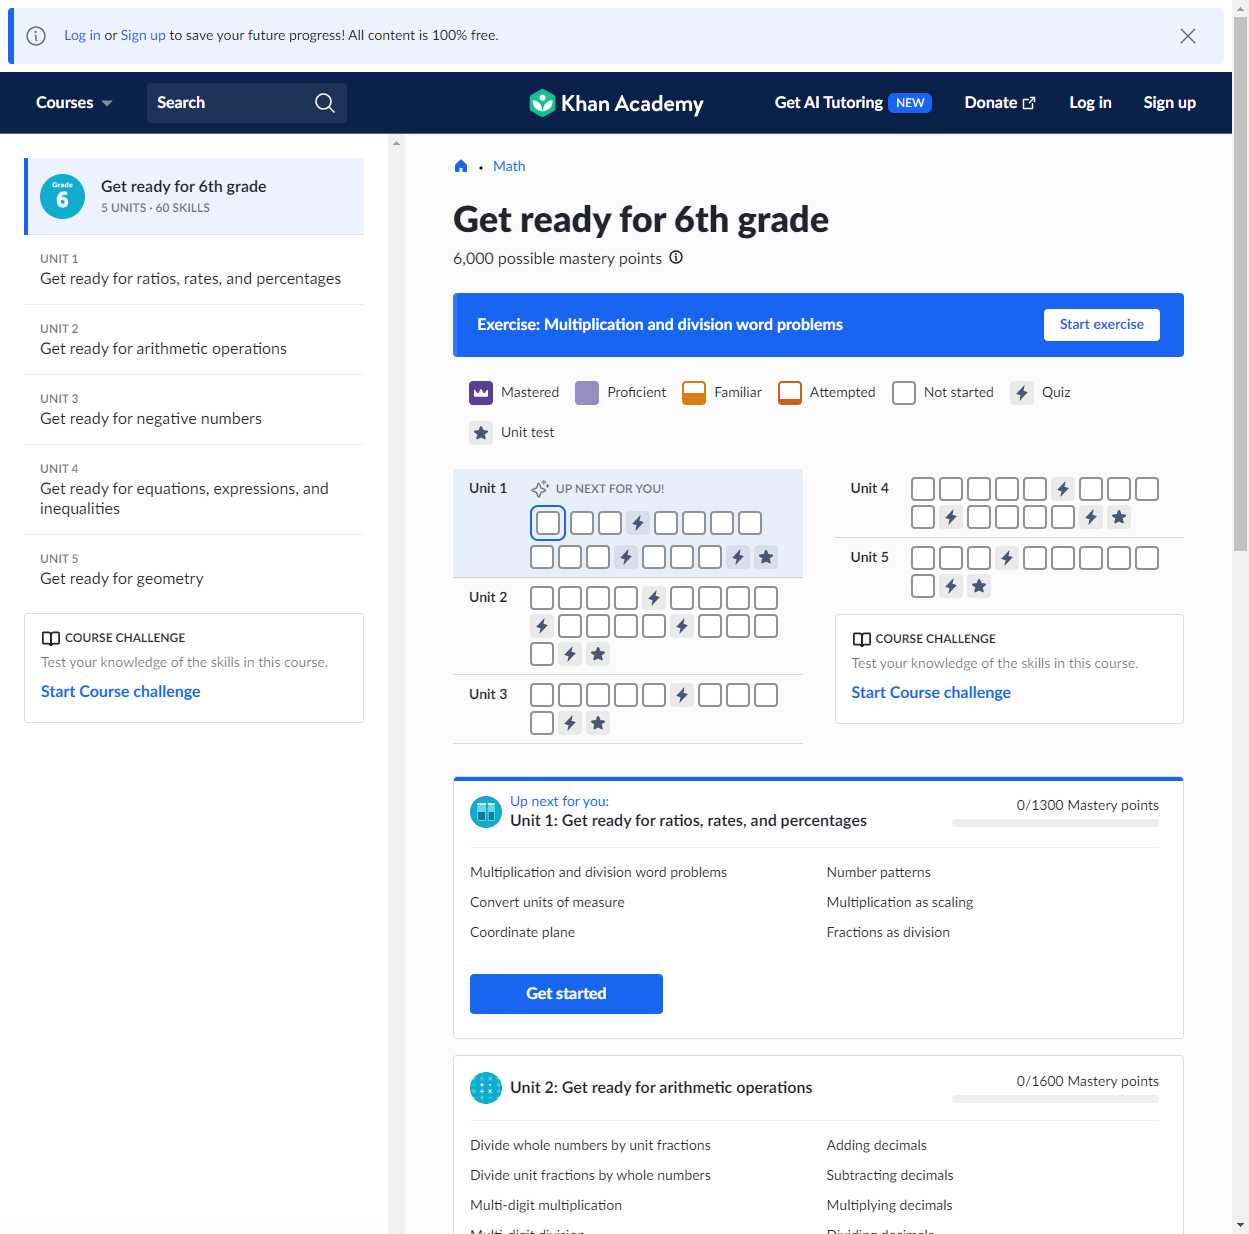 Log in or Sign up to save your future progress! All content is 100% free.
Courses
Search
Khan Academy
Get AI Tutoring NEW
Donate
Log in
Sign up
Grade
6
Get ready for 6th grade
5 UNITS · 60 SKILLS
UNIT 1
Get ready for ratios, rates, and percentages
UNIT 2
Get ready for arithmetic operations
UNIT 3
Get ready for negative numbers
UNIT 4
Get ready for equations, expressions, and
inequalities
UNIT 5
Get ready for geometry
COURSE CHALLENGE
Test your knowledge of the skills in this course.
Start Course challenge
Math
Get ready for 6th grade
6,000 possible mastery points
Exercise: Multiplication and division word problems
Start exercise
Mastered
Proficient
Familiar
Attempted
Not started
Quiz
Unit test
Unit 1
UP NEXT FOR YOU!
Unit 2
Unit 3
Unit 4
Unit 5
COURSE CHALLENGE
Test your knowledge of the skills in this course.
Start Course challenge
Up next for you:
Unit 1: Get ready for ratios, rates, and percentages
0/1300 Mastery points
Multiplication and division word problems
Convert units of measure
Coordinate plane
Number patterns
Multiplication as scaling
Fractions as division
Get started
Unit 2: Get ready for arithmetic operations
0/1600 Mastery points
Divide whole numbers by unit fractions
Divide unit fractions by whole numbers
Multi-digit multiplication
Multi-digit division
Adding decimals
Subtracting decimals
Multiplying decimals
Dividing decimals